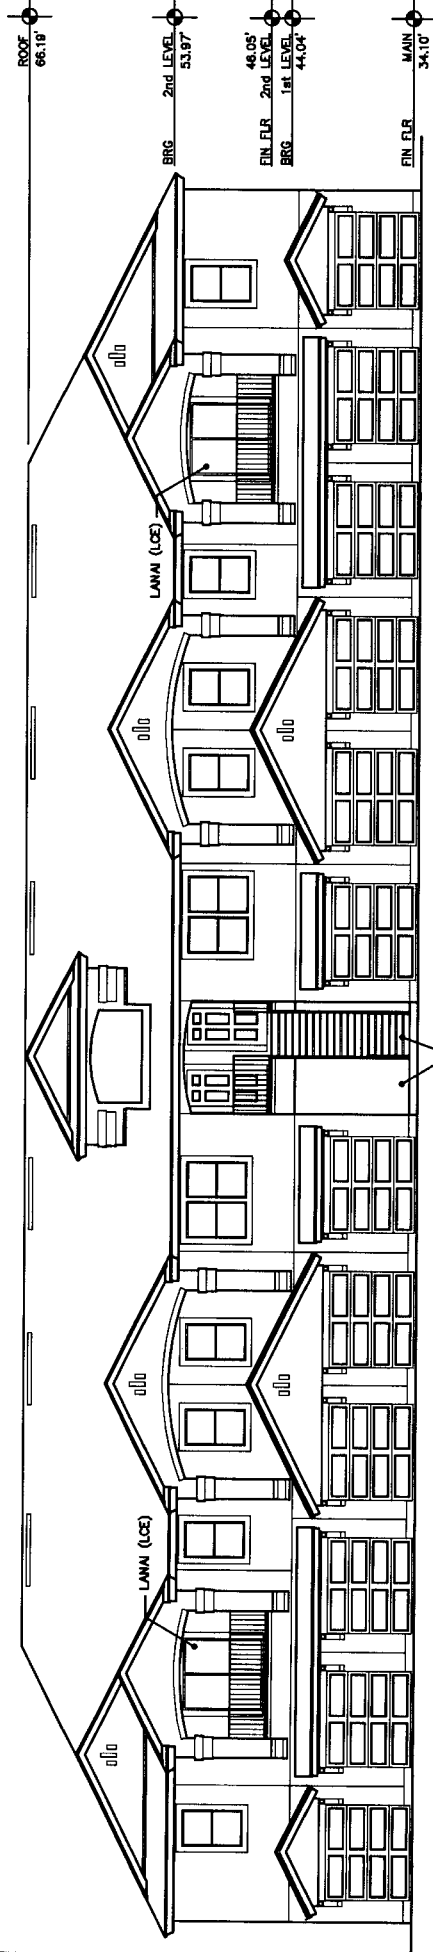 ROOF
66.19'
BRG 2nd LEVEL
53.97'
46.05'
FIN FLR 2nd LEVEL
BRG 1st LEVEL
44.04'
FIN FLR MAIN
34.10'
LANAI (LCE)
LANAI (LCE)